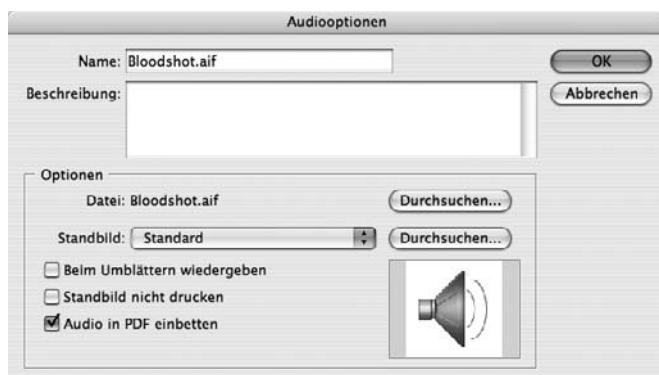 Audiooptionen
Name: Bloodshot.aif
OK
Beschreibung:
Abbrechen
Optionen
Datei: Bloodshot.aif
Durchsuchen...
Standbild: Standard
Durchsuchen...
Beim Umblättern wiedergeben
Standbild nicht drucken
Audio in PDF einbetten